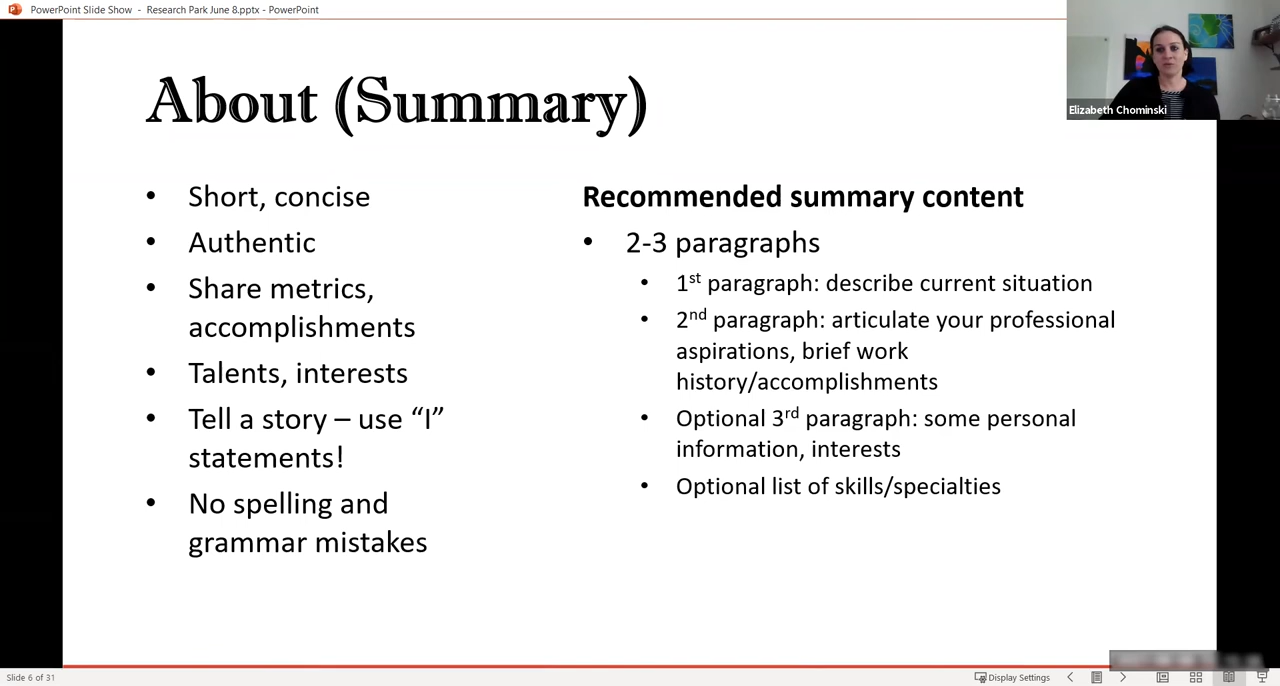 PowerPoint Slide Show - Research Park June 8.pptx - PowerPoint
Elizabeth Chominski
About (Summary)
• Short, concise
• Authentic
• Share metrics,
accomplishments
• Talents, interests
• Tell a story – use “I”
statements!
• No spelling and
grammar mistakes
Recommended summary content
• 2-3 paragraphs
• 1st paragraph: describe current situation
• 2nd paragraph: articulate your professional
aspirations, brief work
history/accomplishments
• Optional 3rd paragraph: some personal
information, interests
• Optional list of skills/specialties
Slide 6 of 31
Display Settings